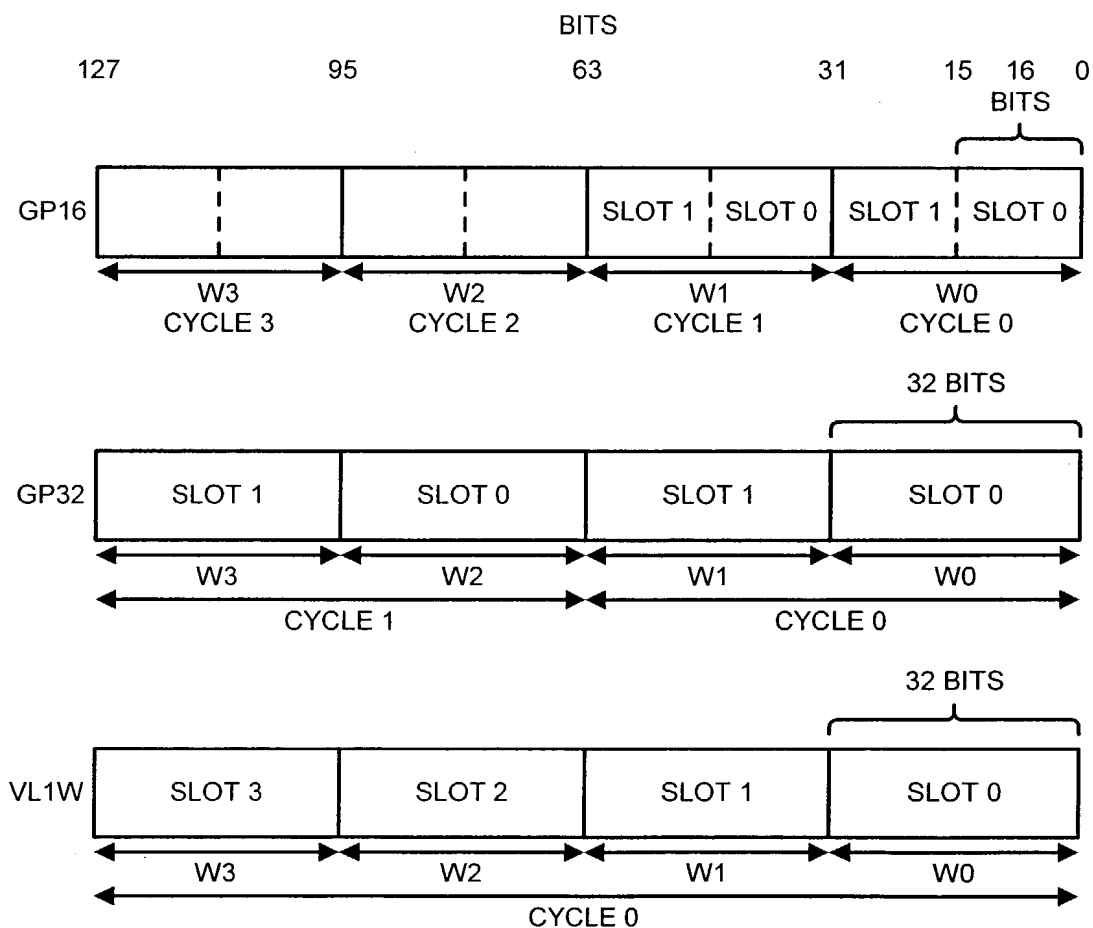 BITS
127 95 63 31 15 16 0
BITS
GP16 SLOT 1 SLOT 0 SLOT 1 SLOT 0
W3 W2 W1 W0
CYCLE 3 CYCLE 2 CYCLE 1 CYCLE 0
32 BITS
GP32 SLOT 1 SLOT 0 SLOT 1 SLOT 0
W3 W2 W1 W0
CYCLE 1 CYCLE 0
32 BITS
VL1W SLOT 3 SLOT 2 SLOT 1 SLOT 0
W3 W2 W1 W0
CYCLE 0